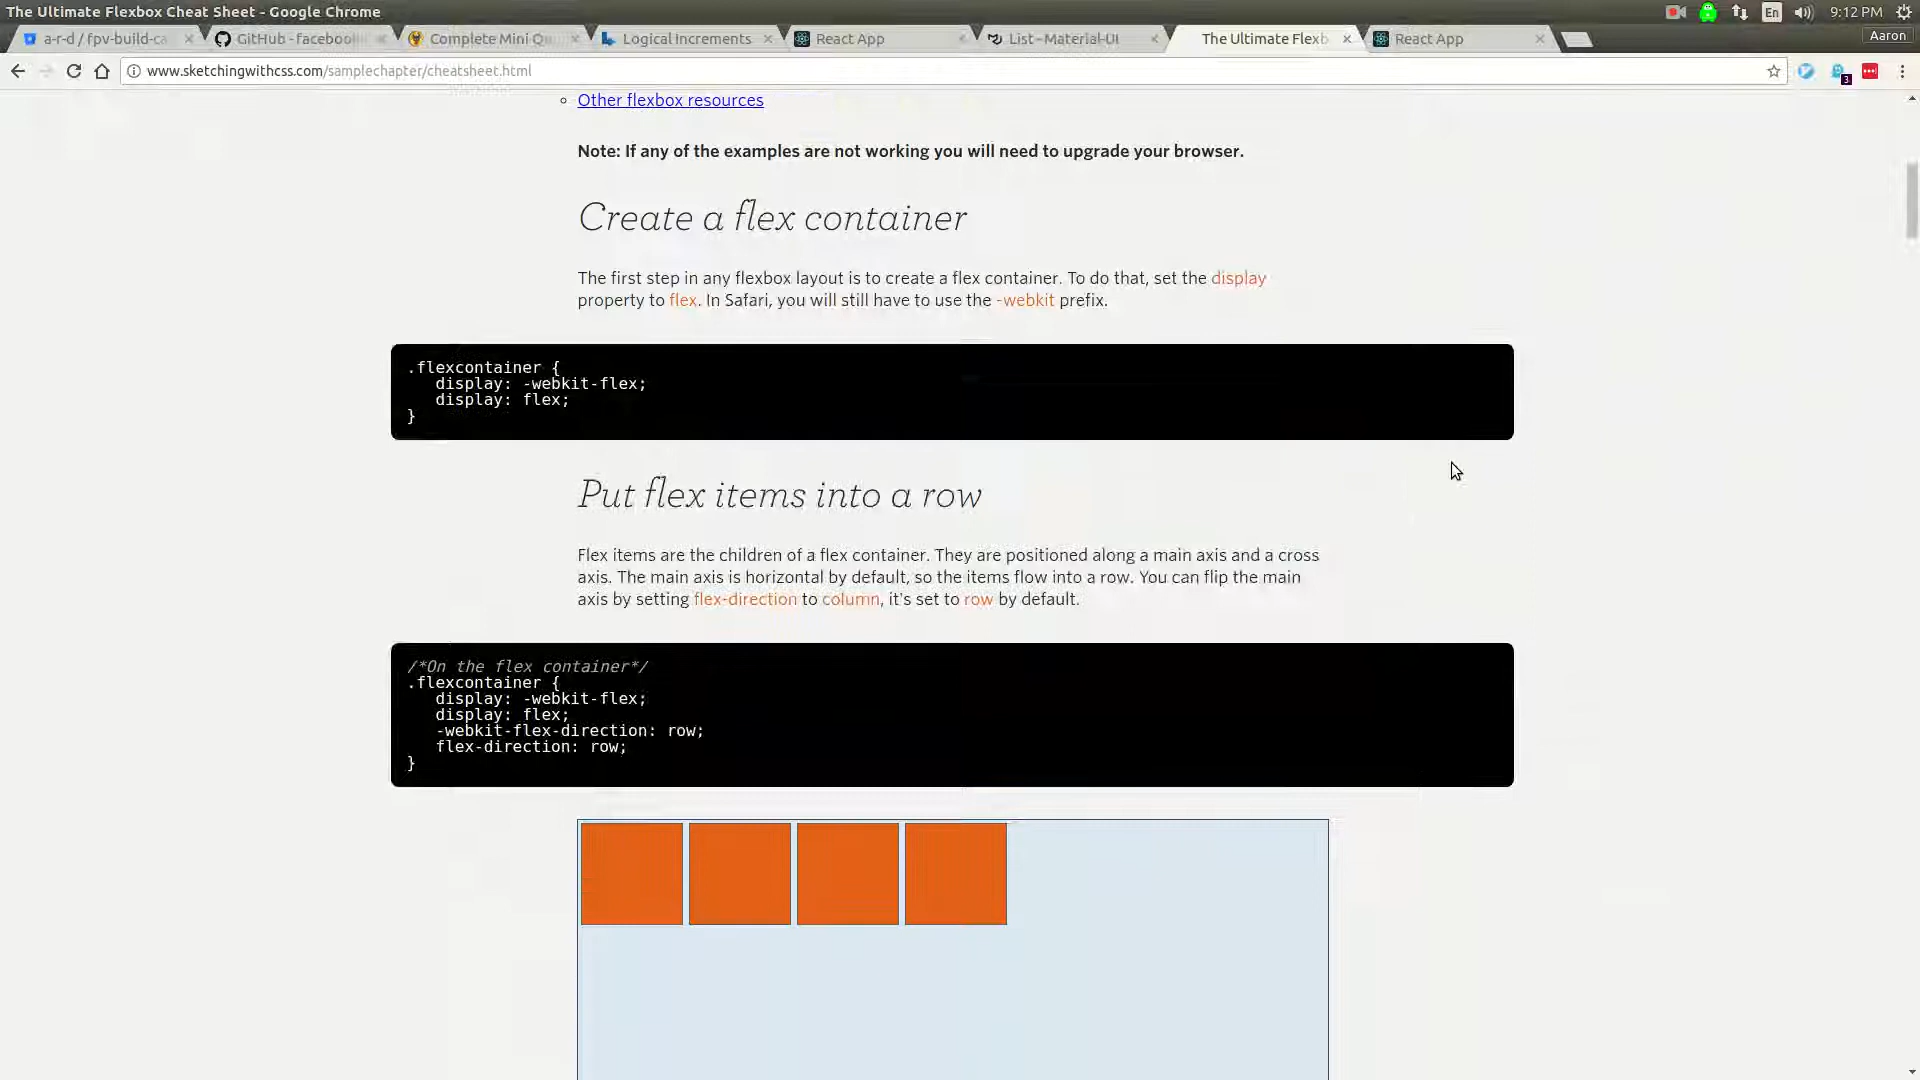 The Ultimate Flexbox Cheat Sheet - Google Chrome
En
9:12 PM
a-r-d / fpv-build-ca
GitHub - facebook
Complete Mini Qu
Logical Increments
React App
List - Material-UI
The Ultimate Flexb
React App
Aaron
www.sketchingwithcss.com/samplechapter/cheatsheet.html
3
Other flexbox resources
Note: If any of the examples are not working you will need to upgrade your browser.
Create a flex container
The first step in any flexbox layout is to create a flex container. To do that, set the display
property to flex. In Safari, you will still have to use the -webkit prefix.
.flexcontainer {
display: -webkit-flex;
display: flex;
}
Put flex items into a row
Flex items are the children of a flex container. They are positioned along a main axis and a cross
axis. The main axis is horizontal by default, so the items flow into a row. You can flip the main
axis by setting flex-direction to column, it's set to row by default.
/*On the flex container*/
.flexcontainer {
display: -webkit-flex;
display: flex;
-webkit-flex-direction: row;
flex-direction: row;
}